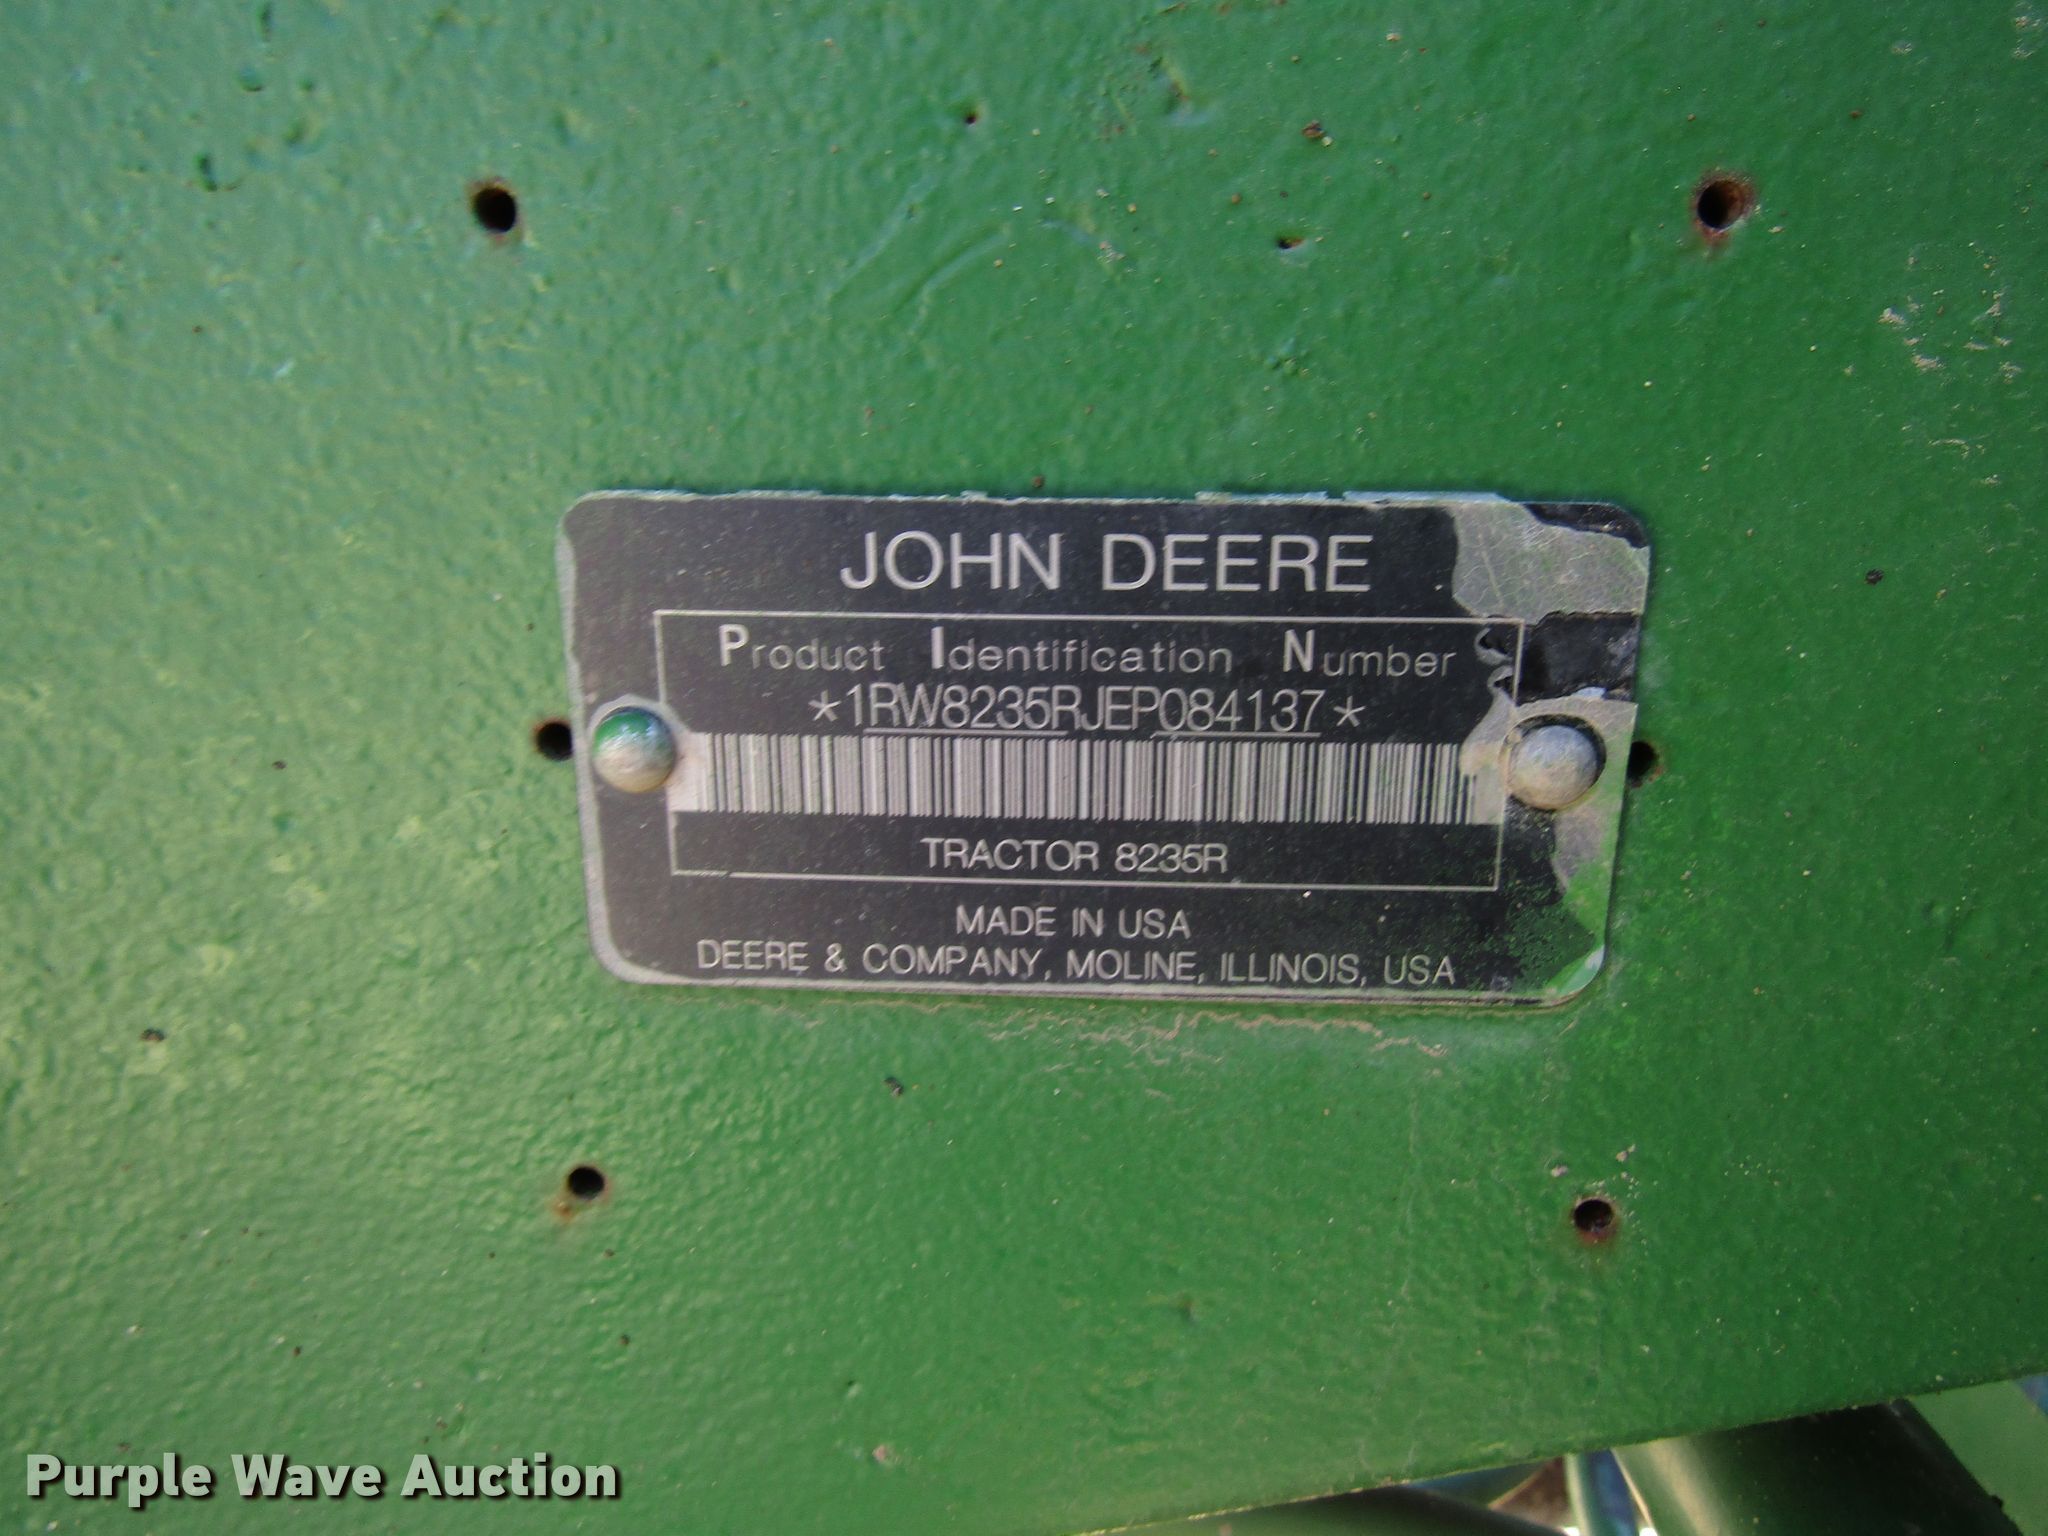 JOHN DEERE
Product Identification Number
*1RW8235RJEP084137*
TRACTOR 8235R
MADE IN USA
DEERE & COMPANY, MOLINE, ILLINOIS, USA
Purple Wave Auction